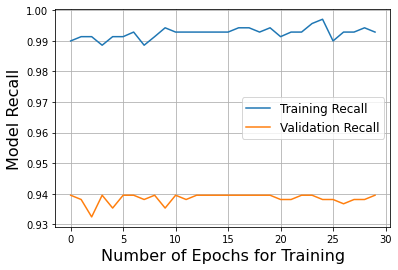 1.00
0.99
0.98
0.97
0.96
0.95
0.94
0.93
Model Recall
Training Recall
Validation Recall
0 5 10 15 20 25 30
Number of Epochs for Training